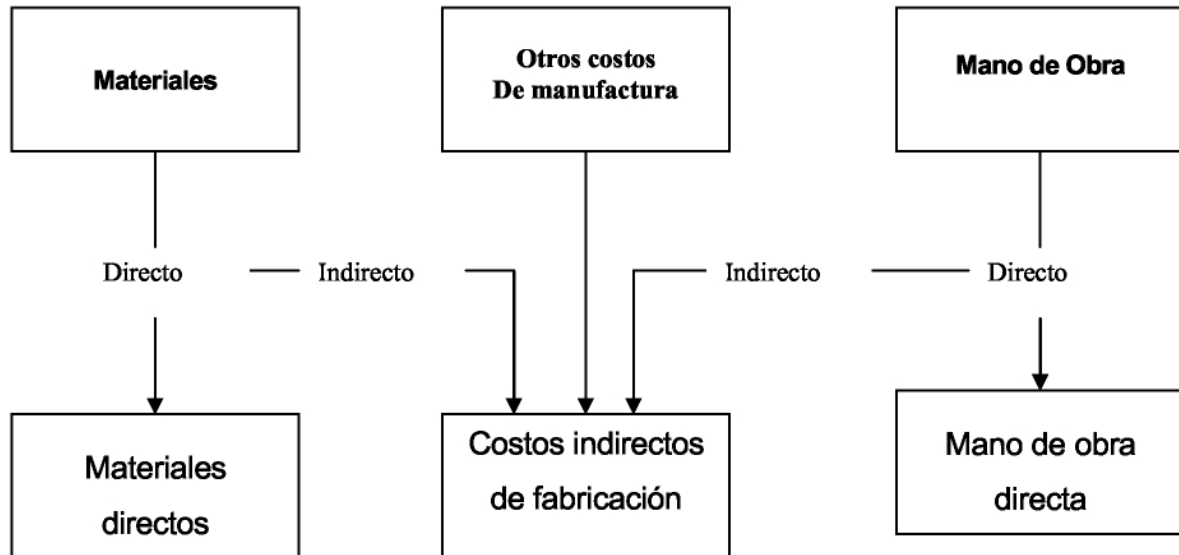 Materiales
Otros costos
De manufactura
Mano de Obra
Directo
Indirecto
Indirecto
Directo
Materiales
directos
Costos indirectos
de fabricación
Mano de obra
directa